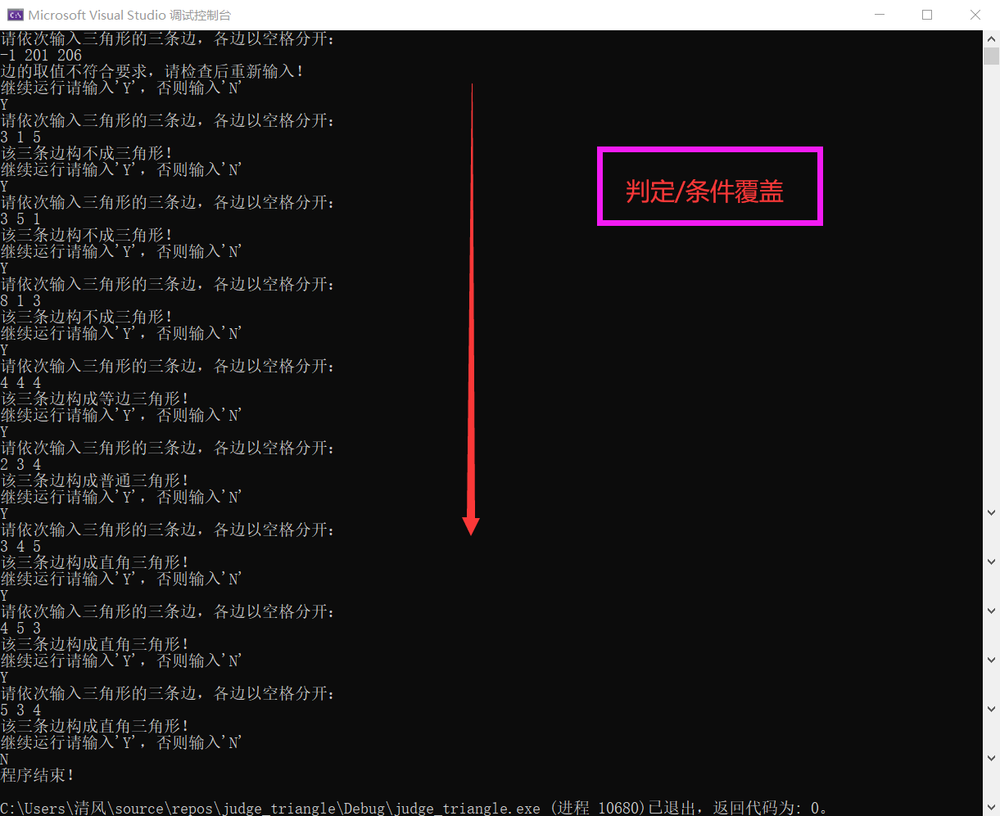 Microsoft Visual Studio 调试控制台
请依次输入三角形的三条边，各边以空格分开：
-1 201 206
边的取值不符合要求，请检查后重新输入！
继续运行请输入'Y'，否则输入'N'
Y
请依次输入三角形的三条边，各边以空格分开：
3 1 5
该三条边构不成三角形！
继续运行请输入'Y'，否则输入'N'
Y
请依次输入三角形的三条边，各边以空格分开：
3 5 1
该三条边构不成三角形！
继续运行请输入'Y'，否则输入'N'
Y
请依次输入三角形的三条边，各边以空格分开：
8 1 3
该三条边构不成三角形！
继续运行请输入'Y'，否则输入'N'
Y
请依次输入三角形的三条边，各边以空格分开：
4 4 4
该三条边构成等边三角形！
继续运行请输入'Y'，否则输入'N'
Y
请依次输入三角形的三条边，各边以空格分开：
2 3 4
该三条边构成普通三角形！
继续运行请输入'Y'，否则输入'N'
Y
请依次输入三角形的三条边，各边以空格分开：
3 4 5
该三条边构成直角三角形！
继续运行请输入'Y'，否则输入'N'
Y
请依次输入三角形的三条边，各边以空格分开：
4 5 3
该三条边构成直角三角形！
继续运行请输入'Y'，否则输入'N'
Y
请依次输入三角形的三条边，各边以空格分开：
5 3 4
该三条边构成直角三角形！
继续运行请输入'Y'，否则输入'N'
N
程序结束！
C:\Users\清风\source\repos\judge_triangle\Debug\judge_triangle.exe (进程 10680)已退出，返回代码为: 0。
判定/条件覆盖